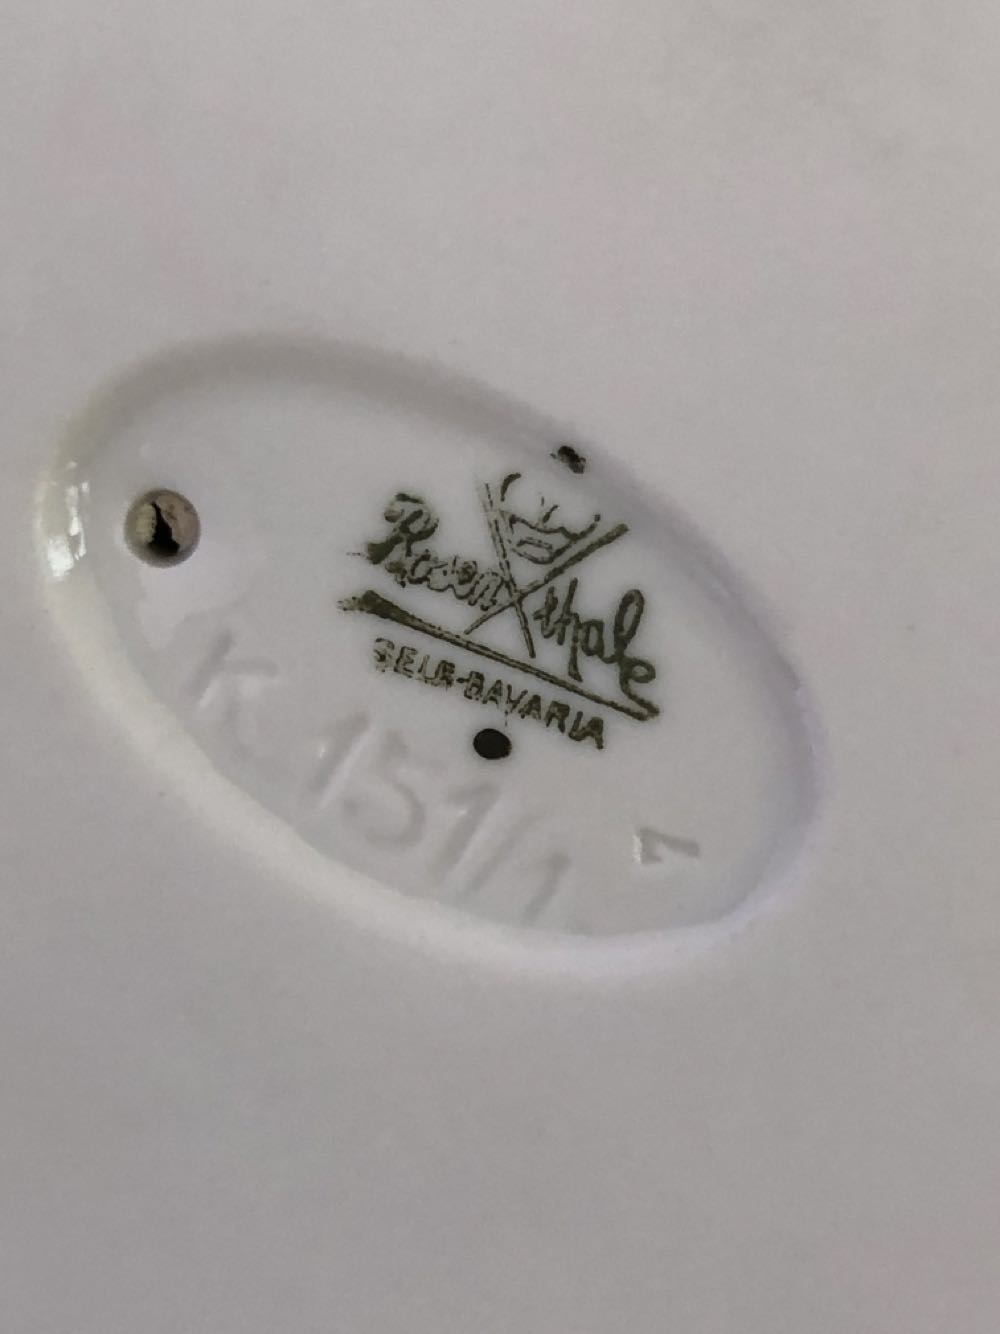 Rosenthal
SELB-BAVARIA
K.151/1